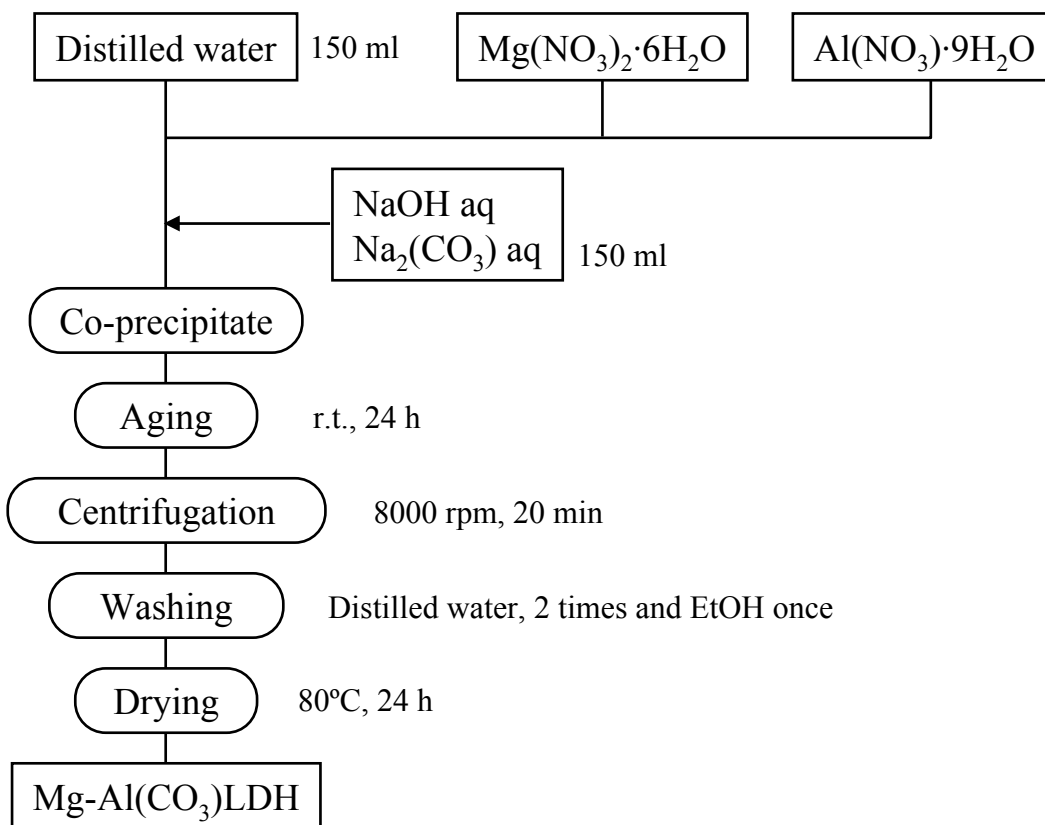 Distilled water
150 ml
Mg(NO₃)₂·6H₂O
Al(NO₃)·9H₂O
NaOH aq
Na₂(CO₃) aq
150 ml
Co-precipitate
Aging
r.t., 24 h
Centrifugation
8000 rpm, 20 min
Washing
Distilled water, 2 times and EtOH once
Drying
80ºC, 24 h
Mg-Al(CO₃)LDH